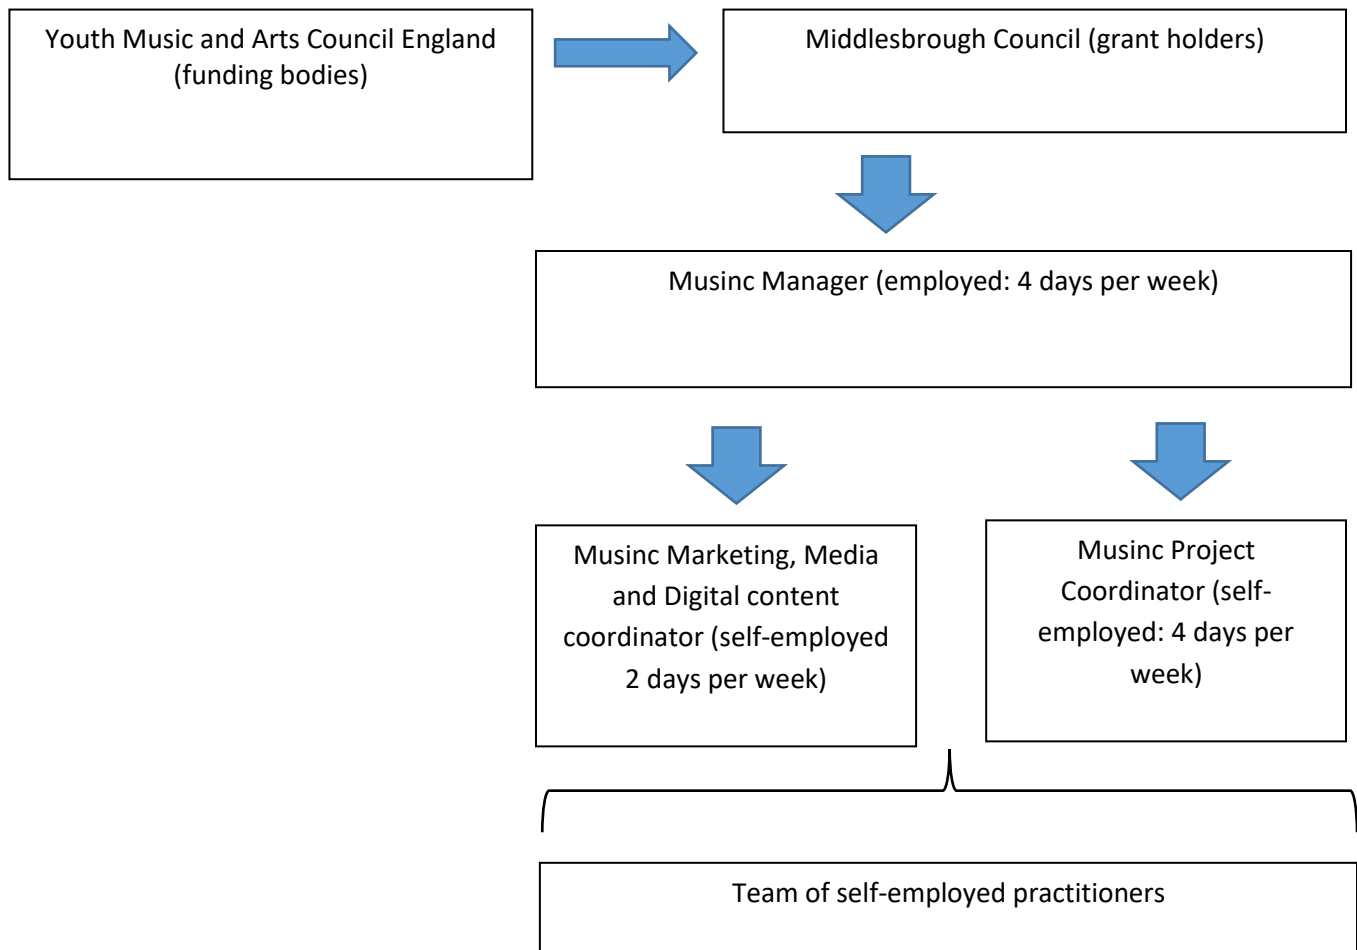 Youth Music and Arts Council England
(funding bodies)
Middlesbrough Council (grant holders)
Musinc Manager (employed: 4 days per week)
Musinc Marketing, Media
and Digital content
coordinator (self-employed
2 days per week)
Musinc Project
Coordinator (self-
employed: 4 days per
week)
Team of self-employed practitioners